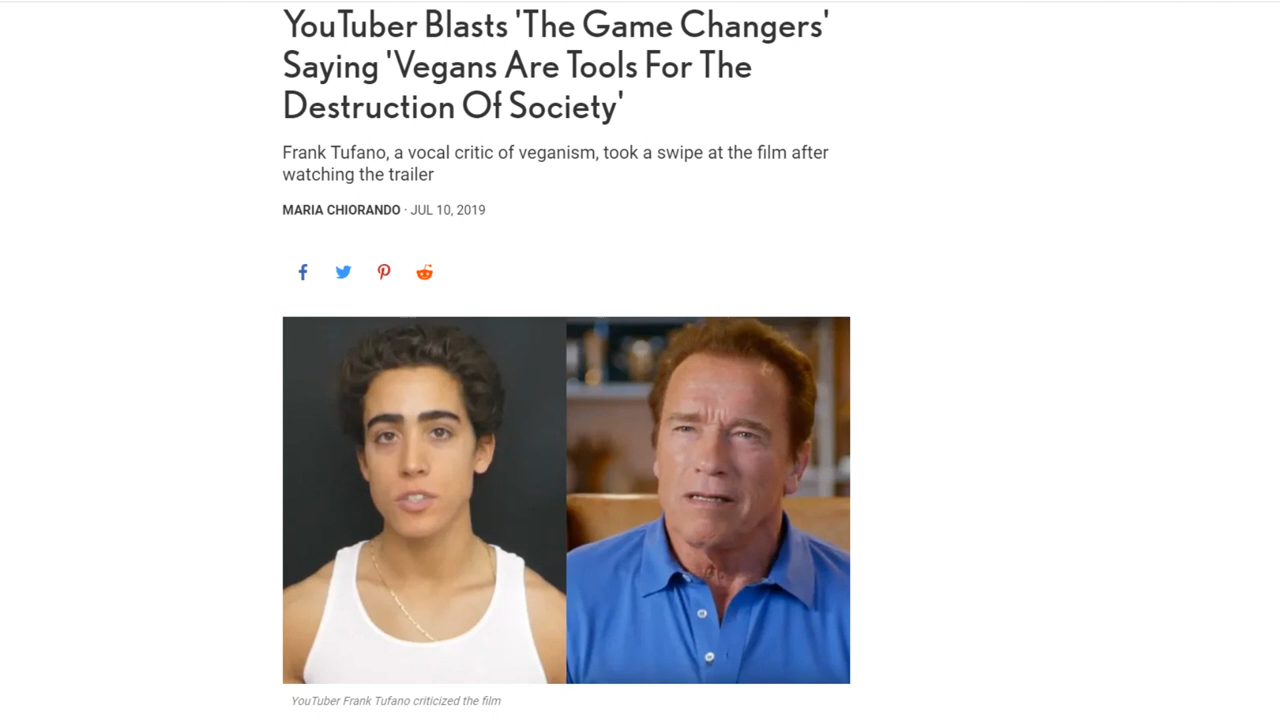 YouTuber Blasts 'The Game Changers'
Saying 'Vegans Are Tools For The
Destruction Of Society'
Frank Tufano, a vocal critic of veganism, took a swipe at the film after
watching the trailer
MARIA CHIORANDO · JUL 10, 2019
YouTuber Frank Tufano criticized the film